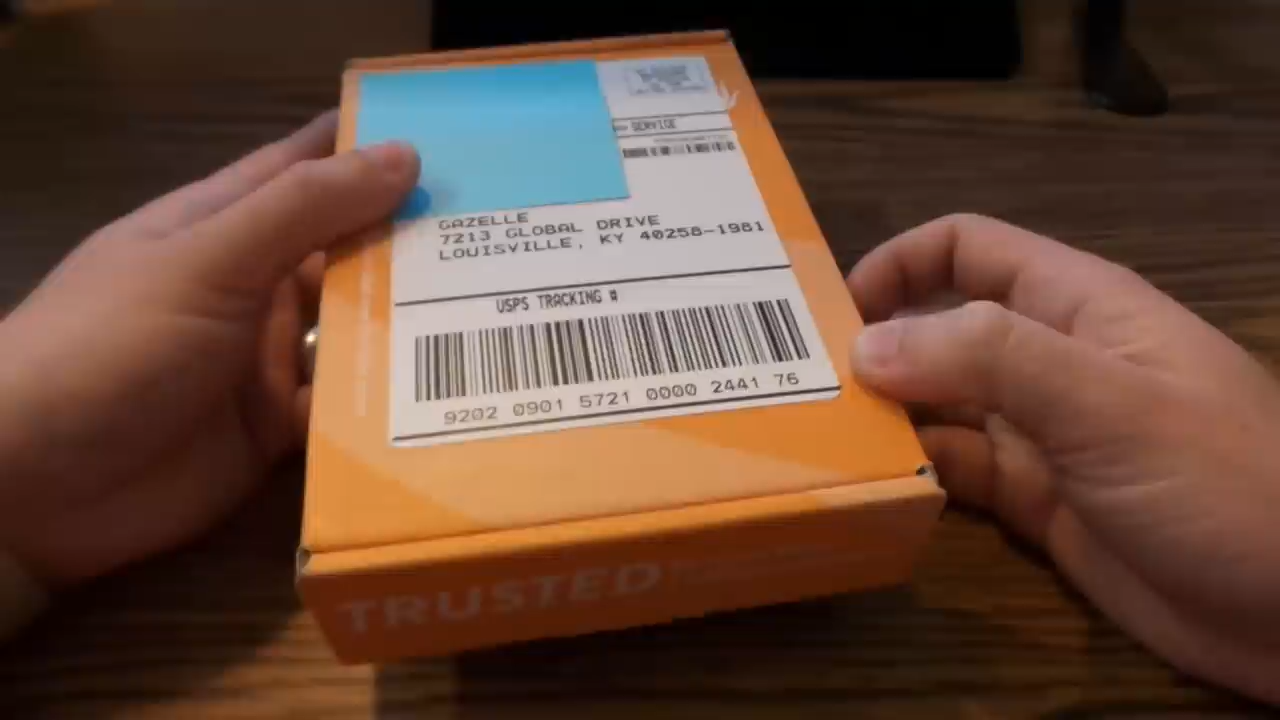 SERVICE
GAZELLE
7213 GLOBAL DRIVE
LOUISVILLE, KY 40258-1981
USPS TRACKING #
9202 0901 5721 0000 2441 76
TRUSTED